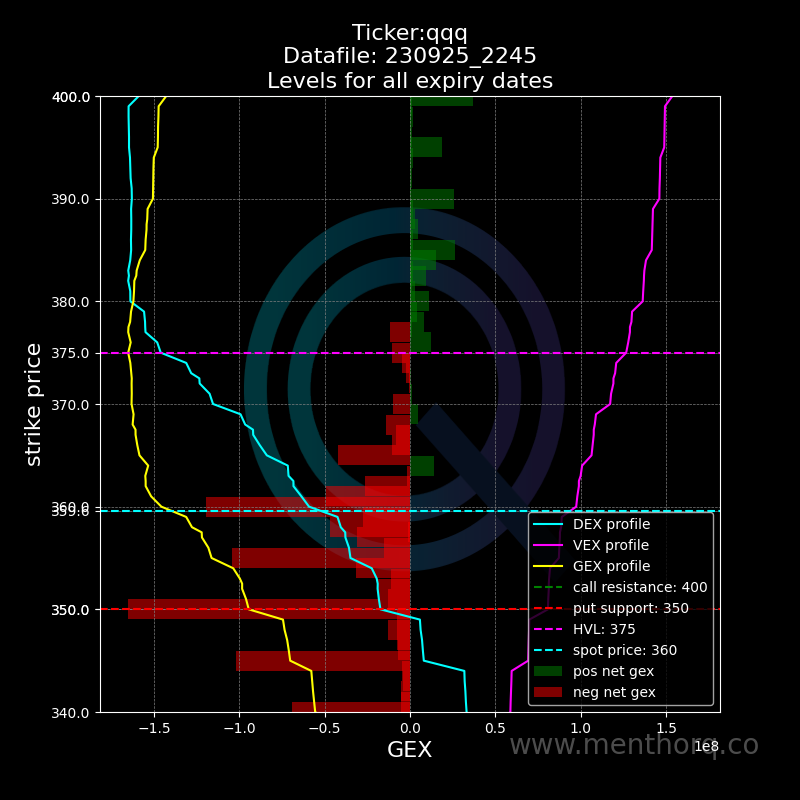 Ticker:qqq
Datafile: 230925_2245
Levels for all expiry dates
400.0
390.0
380.0
375.0
370.0
360.0
350.0
340.0
strike price
−1.5
−1.0
−0.5
0.0
0.5
1.0
1.5
1e8
GEX
DEX profile
VEX profile
GEX profile
call resistance: 400
put support: 350
HVL: 375
spot price: 360
pos net gex
neg net gex
www.menthorq.co